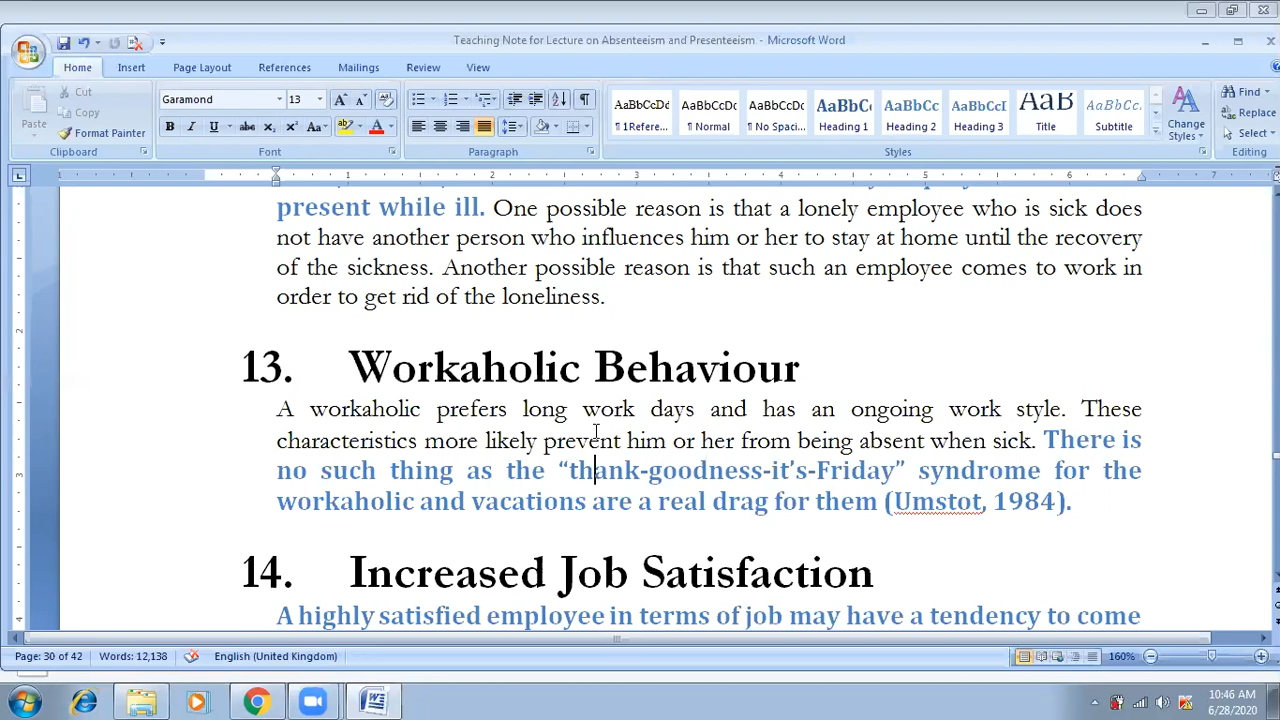 Teaching Note for Lecture on Absenteeism and Presenteeism - Microsoft Word
Home Insert Page Layout References Mailings Review View
Paste Cut Copy Format Painter Clipboard
Garamond 13 Font
Paragraph
AaBbCcDd ¶ 1Refere... AaBbCcDc ¶ Normal AaBbCcDc ¶ No Spaci... AaBbC Heading 1 AaBbCc Heading 2 AaBbCcI Heading 3 AaB Title AaBbCc. Subtitle Change Styles Styles
Find Replace Select Editing
present while ill. One possible reason is that a lonely employee who is sick does
not have another person who influences him or her to stay at home until the recovery
of the sickness. Another possible reason is that such an employee comes to work in
order to get rid of the loneliness.
13. Workaholic Behaviour
A workaholic prefers long work days and has an ongoing work style. These
characteristics more likely prevent him or her from being absent when sick. There is
no such thing as the “thank-goodness-it’s-Friday” syndrome for the
workaholic and vacations are a real drag for them (Umstot, 1984).
14. Increased Job Satisfaction
A highly satisfied employee in terms of job may have a tendency to come
Page: 30 of 42 Words: 12,138 English (United Kingdom) 160%
10:46 AM
6/28/2020